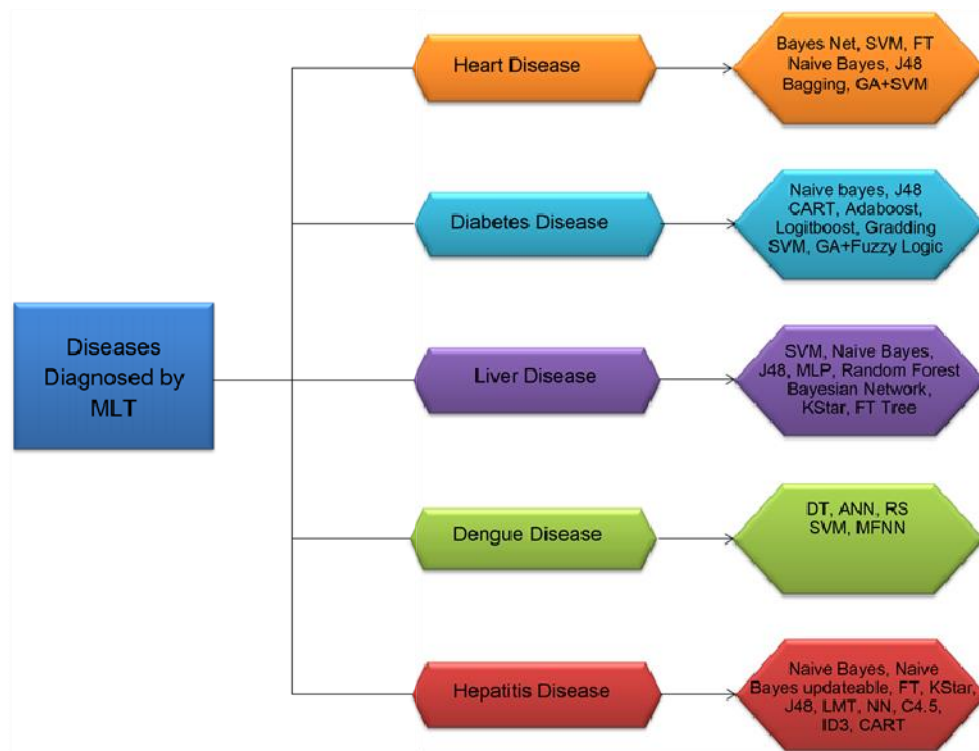 Diseases
Diagnosed by
MLT
Heart Disease
Bayes Net, SVM, FT
Naive Bayes, J48
Bagging, GA+SVM
Diabetes Disease
Naive bayes, J48
CART, Adaboost,
Logitboost, Gradding
SVM, GA+Fuzzy Logic
Liver Disease
SVM, Naive Bayes,
J48, MLP, Random Forest
Bayesian Network,
KStar, FT Tree
Dengue Disease
DT, ANN, RS
SVM, MFNN
Hepatitis Disease
Naive Bayes, Naive
Bayes updateable, FT, KStar,
J48, LMT, NN, C4.5,
ID3, CART